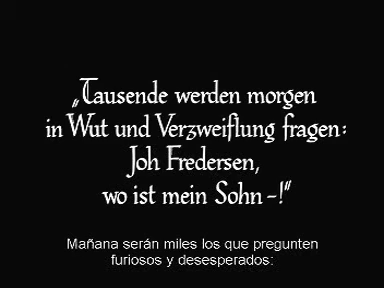 „Tausende werden morgen
in Wut und Verzweiflung fragen:
Joh Fredersen,
wo ist mein Sohn -!“
Mañana serán miles los que pregunten
furiosos y desesperados: